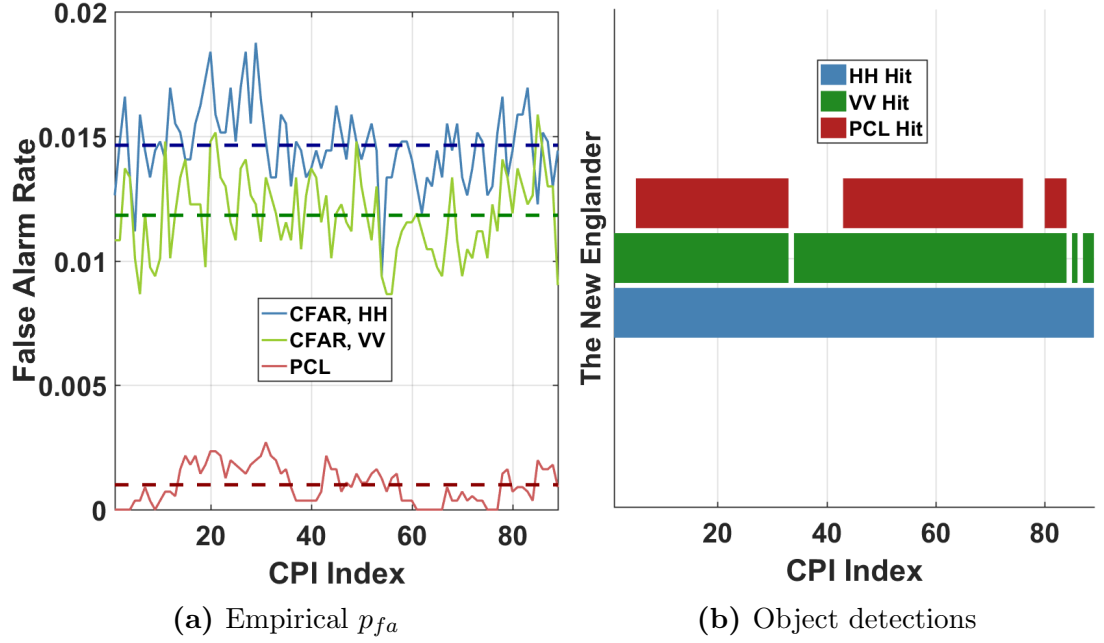 0.02
0.015
0.01
0.005
0
False Alarm Rate
CFAR, HH
CFAR, VV
PCL
20 40 60 80
CPI Index
(a) Empirical p_{fa}
The New Englander
HH Hit
VV Hit
PCL Hit
20 40 60 80
CPI Index
(b) Object detections